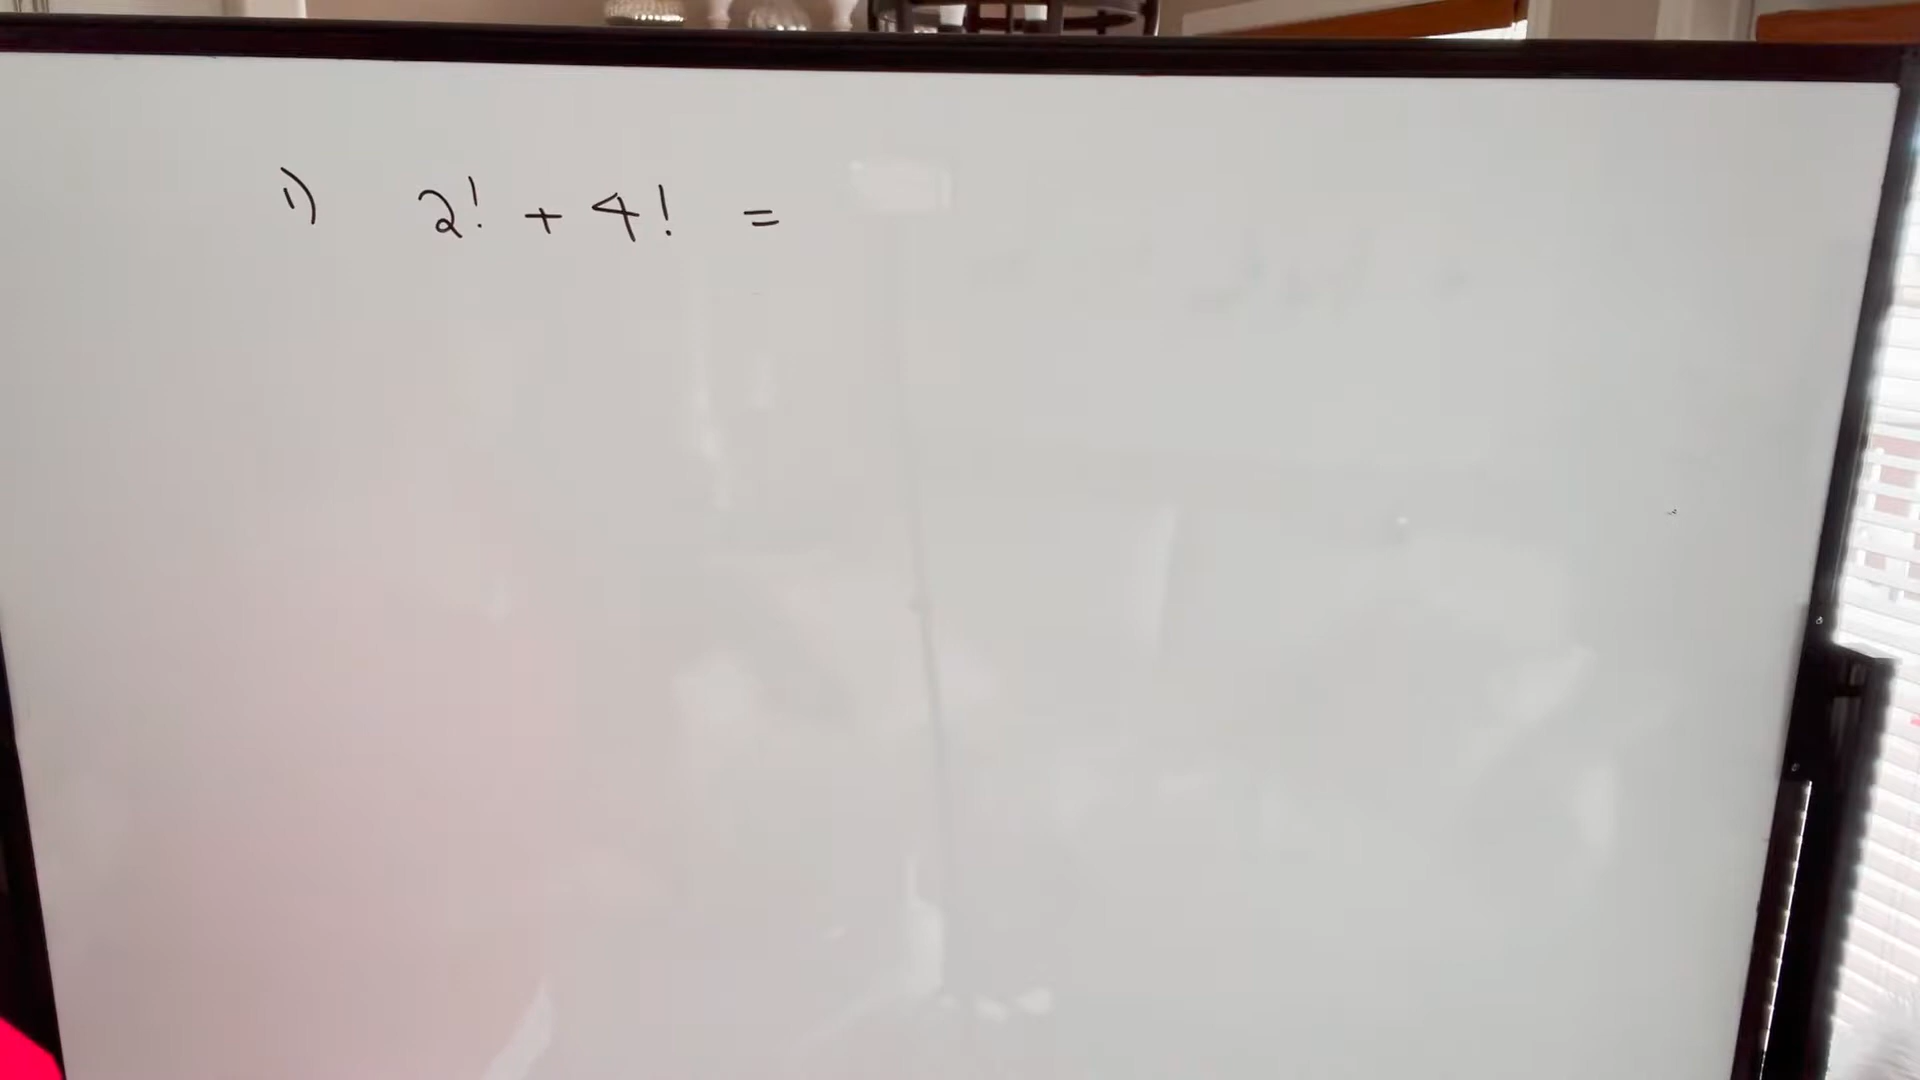 1) 2! + 4! =